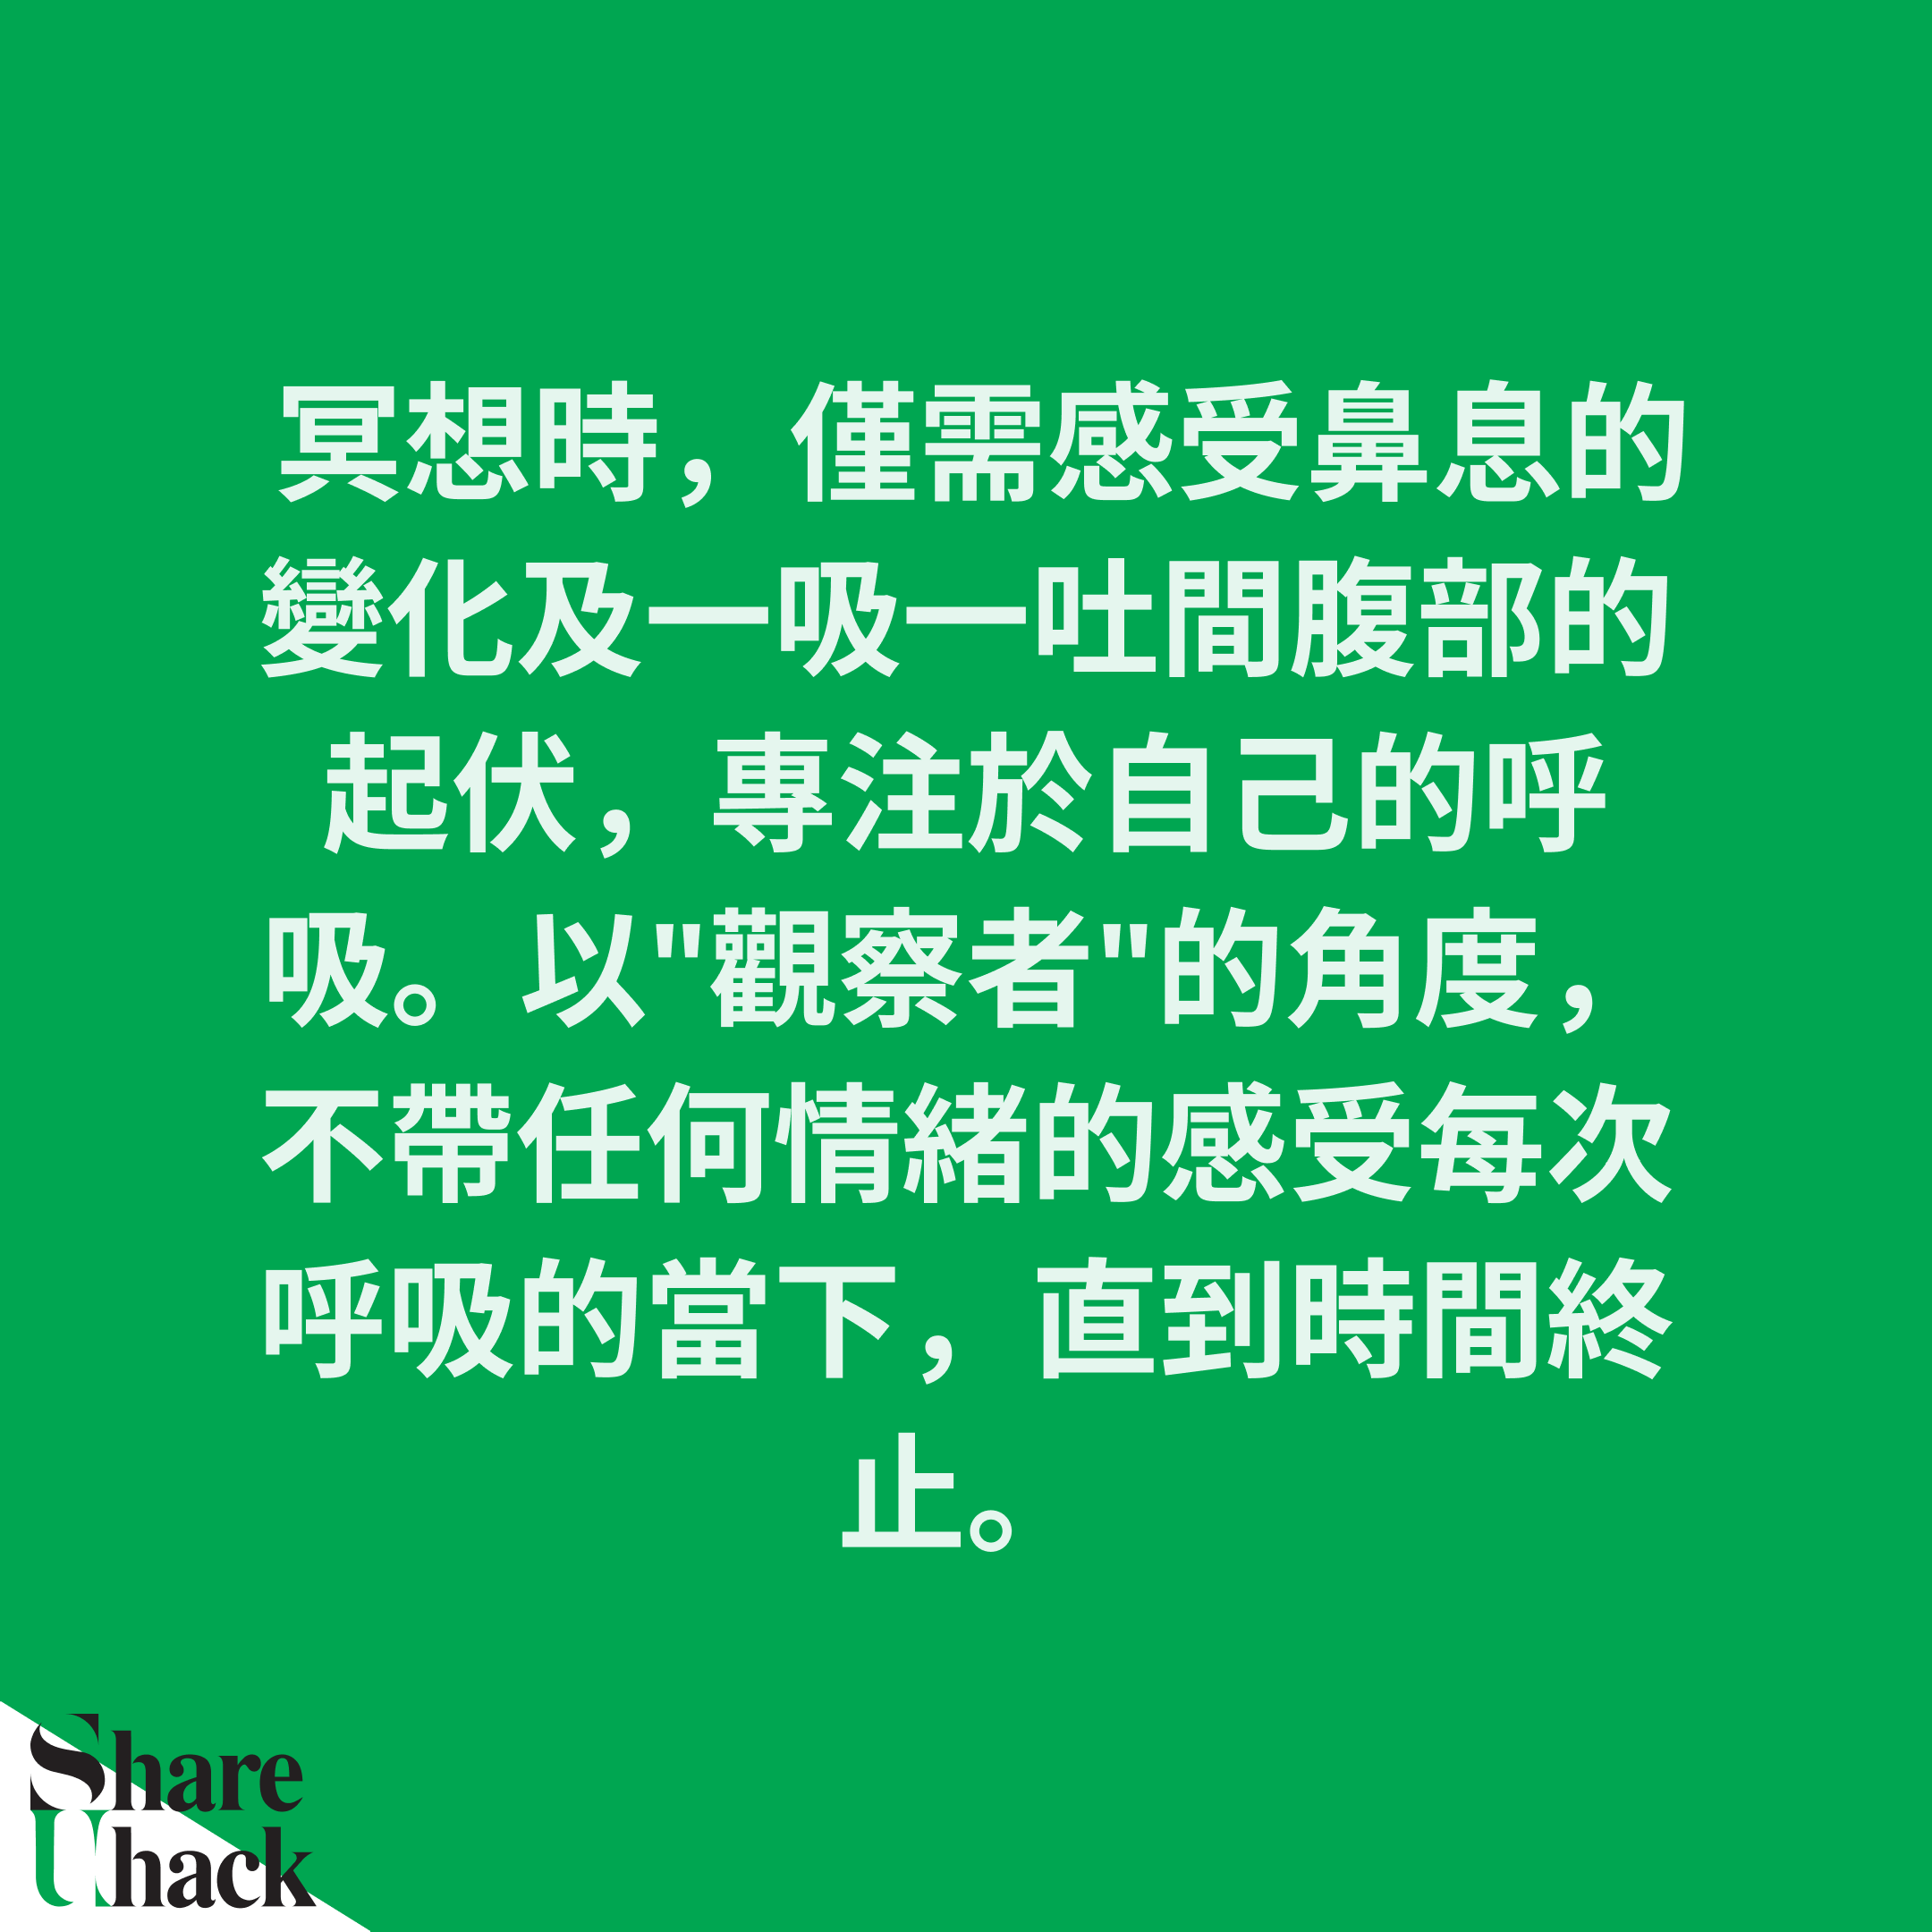 冥想時，僅需感受鼻息的
變化及一吸一吐間腹部的
起伏，專注於自己的呼
吸。以"觀察者"的角度，
不帶任何情緒的感受每次
呼吸的當下，直到時間終
止。
Share
Uhack